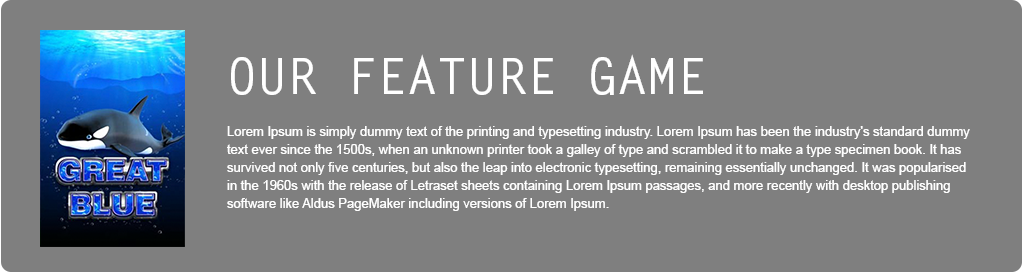 GREAT
BLUE
OUR FEATURE GAME
Lorem Ipsum is simply dummy text of the printing and typesetting industry. Lorem Ipsum has been the industry's standard dummy
text ever since the 1500s, when an unknown printer took a galley of type and scrambled it to make a type specimen book. It has
survived not only five centuries, but also the leap into electronic typesetting, remaining essentially unchanged. It was popularised
in the 1960s with the release of Letraset sheets containing Lorem Ipsum passages, and more recently with desktop publishing
software like Aldus PageMaker including versions of Lorem Ipsum.